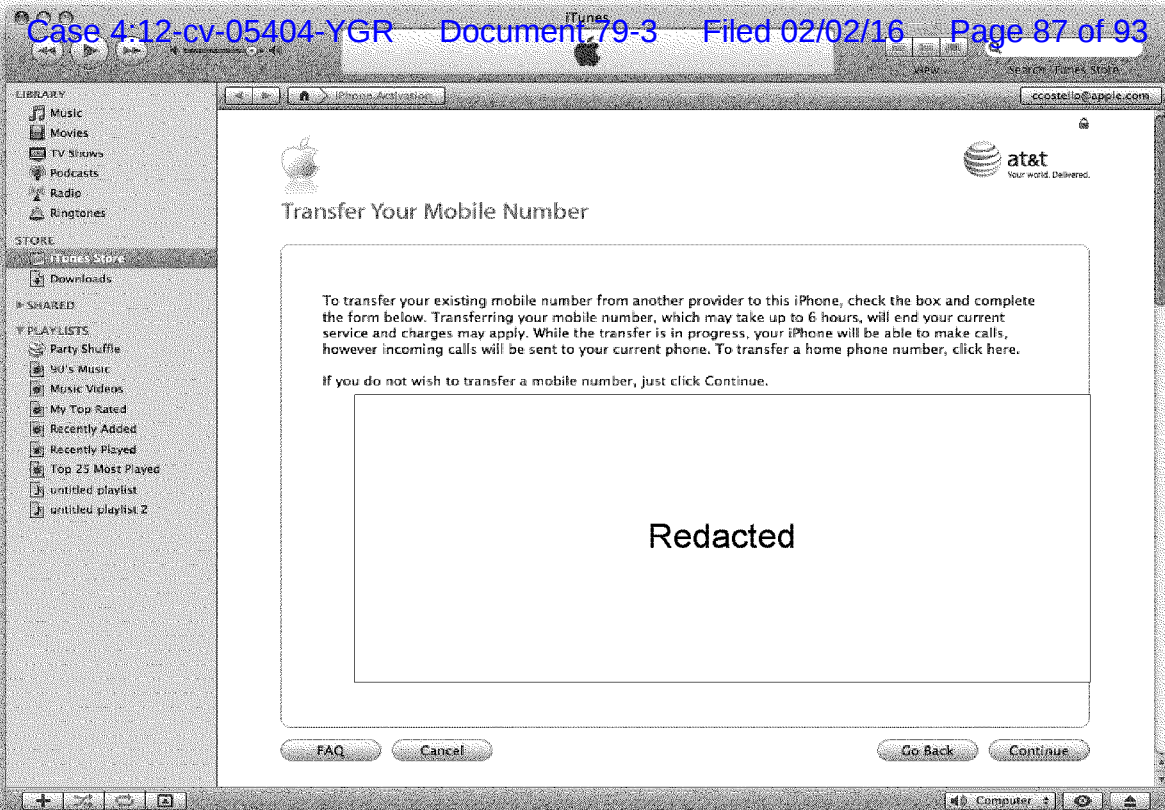 iTunes
Case 4:12-cv-05404-YGR Document 79-3 Filed 02/02/16 Page 87 of 93
View
Search iTunes Store
LIBRARY
Music
Movies
TV Shows
Podcasts
Radio
Ringtones
STORE
iTunes Store
Downloads
SHARED
PLAYLISTS
Party Shuffle
90's Music
Music Videos
My Top Rated
Recently Added
Recently Played
Top 25 Most Played
untitled playlist
untitled playlist 2
iPhone Activation
ccostello@apple.com
at&t
Your world. Delivered.
Transfer Your Mobile Number
To transfer your existing mobile number from another provider to this iPhone, check the box and complete
the form below. Transferring your mobile number, which may take up to 6 hours, will end your current
service and charges may apply. While the transfer is in progress, your iPhone will be able to make calls,
however incoming calls will be sent to your current phone. To transfer a home phone number, click here.
If you do not wish to transfer a mobile number, just click Continue.
Redacted
FAQ
Cancel
Go Back
Continue
Computer